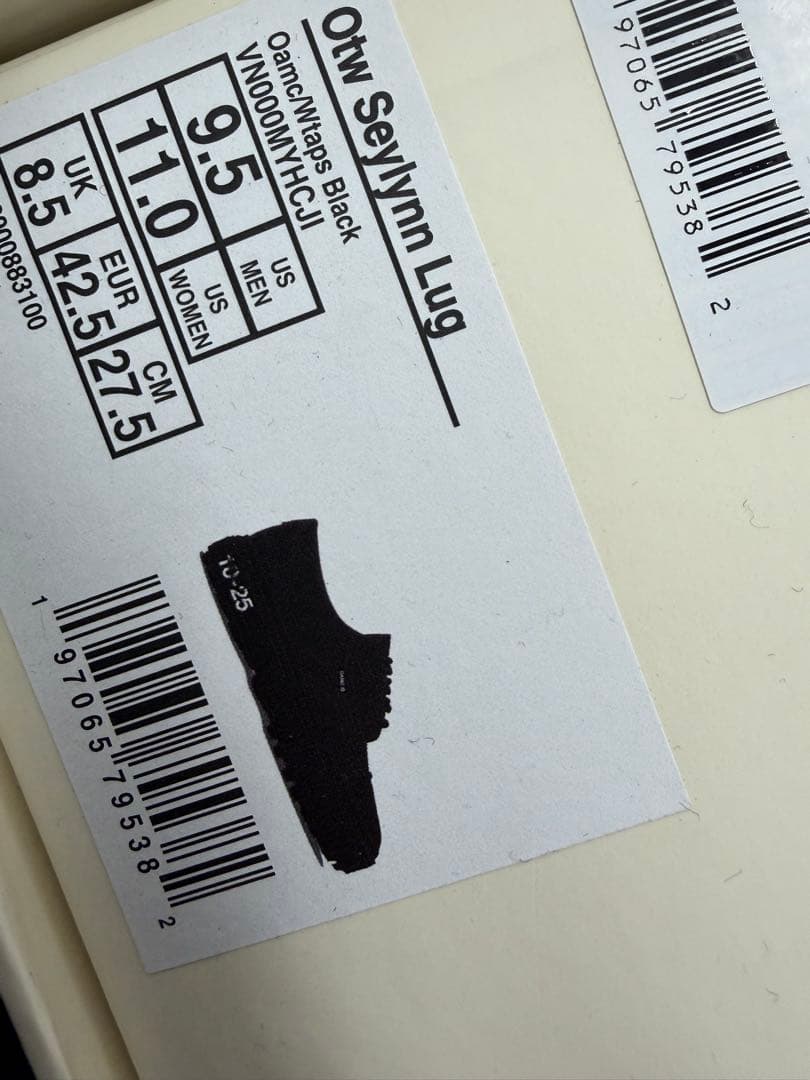 Otw Seylynn Lug
Oamc/Wtaps Black
VN000MYHCJI
9.5 US MEN
11.0 US WOMEN
UK 8.5 EUR 42.5 CM 27.5
00883100
10-25
1 97065 79538 2
97065 79538 2